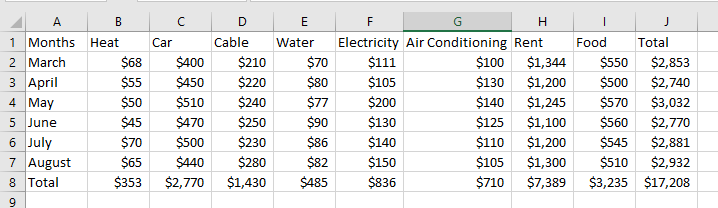 A B C D E F G H I J
1 Months Heat Car Cable Water Electricity Air Conditioning Rent Food Total
2 March $68 $400 $210 $70 $111 $100 $1,344 $550 $2,853
3 April $55 $450 $220 $80 $105 $130 $1,200 $500 $2,740
4 May $50 $510 $240 $77 $200 $140 $1,245 $570 $3,032
5 June $45 $470 $250 $90 $130 $125 $1,100 $560 $2,770
6 July $70 $500 $230 $86 $140 $110 $1,200 $545 $2,881
7 August $65 $440 $280 $82 $150 $105 $1,300 $510 $2,932
8 Total $353 $2,770 $1,430 $485 $836 $710 $7,389 $3,235 $17,208
9